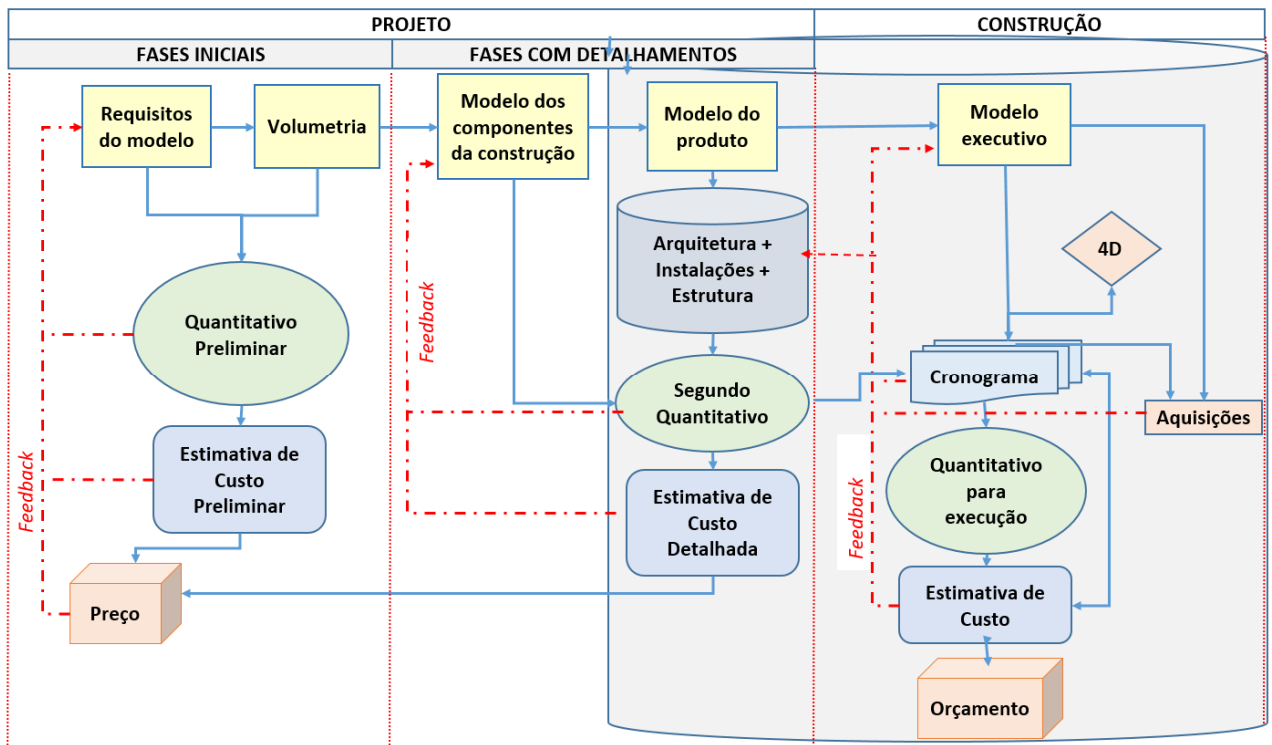 PROJETO
CONSTRUÇÃO
FASES INICIAIS
FASES COM DETALHAMENTOS
Requisitos
do modelo
Volumetria
Modelo dos
componentes
da construção
Modelo do
produto
Modelo
executivo
Arquitetura +
Instalações +
Estrutura
4D
Quantitativo
Preliminar
Feedback
Segundo
Quantitativo
Cronograma
Aquisições
Estimativa de
Custo
Preliminar
Feedback
Estimativa de
Custo
Detalhada
Quantitativo
para
execução
Feedback
Preço
Estimativa de
Custo
Orçamento